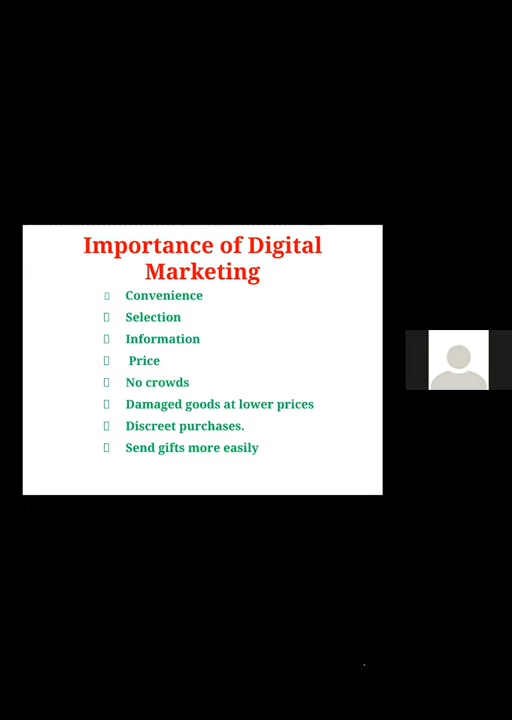 Importance of Digital
Marketing
Convenience
Selection
Information
Price
No crowds
Damaged goods at lower prices
Discreet purchases.
Send gifts more easily